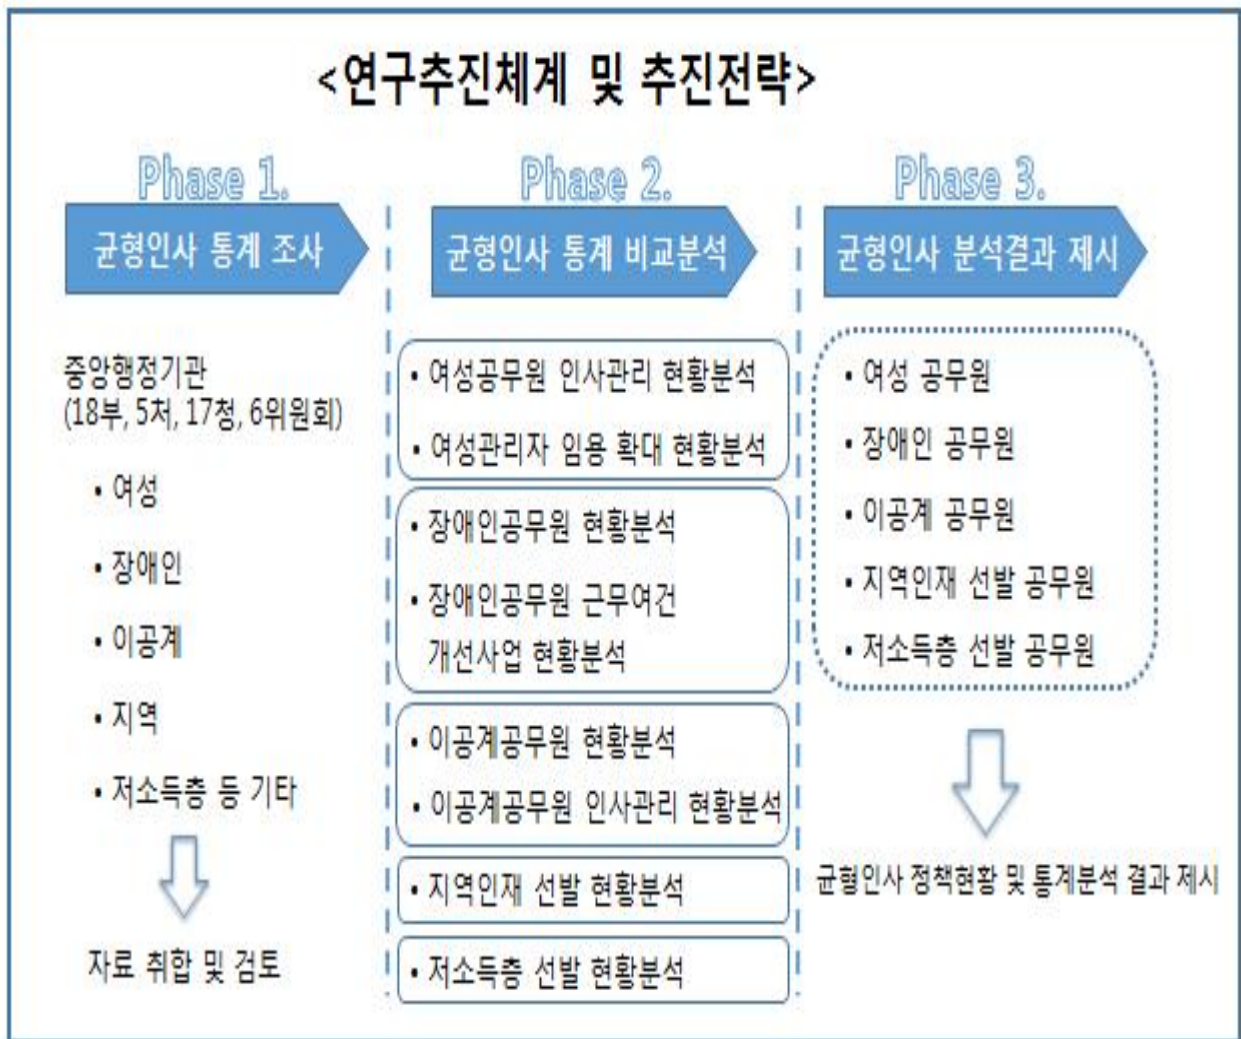 <연구추진체계 및 추진전략>
Phase 1.
균형인사 통계 조사
중앙행정기관
(18부, 5처, 17청, 6위원회)
• 여성
• 장애인
• 이공계
• 지역
• 저소득층 등 기타
자료 취합 및 검토
Phase 2.
균형인사 통계 비교분석
• 여성공무원 인사관리 현황분석
• 여성관리자 임용 확대 현황분석
• 장애인공무원 현황분석
• 장애인공무원 근무여건
개선사업 현황분석
• 이공계공무원 현황분석
• 이공계공무원 인사관리 현황분석
• 지역인재 선발 현황분석
• 저소득층 선발 현황분석
Phase 3.
균형인사 분석결과 제시
• 여성 공무원
• 장애인 공무원
• 이공계 공무원
• 지역인재 선발 공무원
• 저소득층 선발 공무원
균형인사 정책현황 및 통계분석 결과 제시